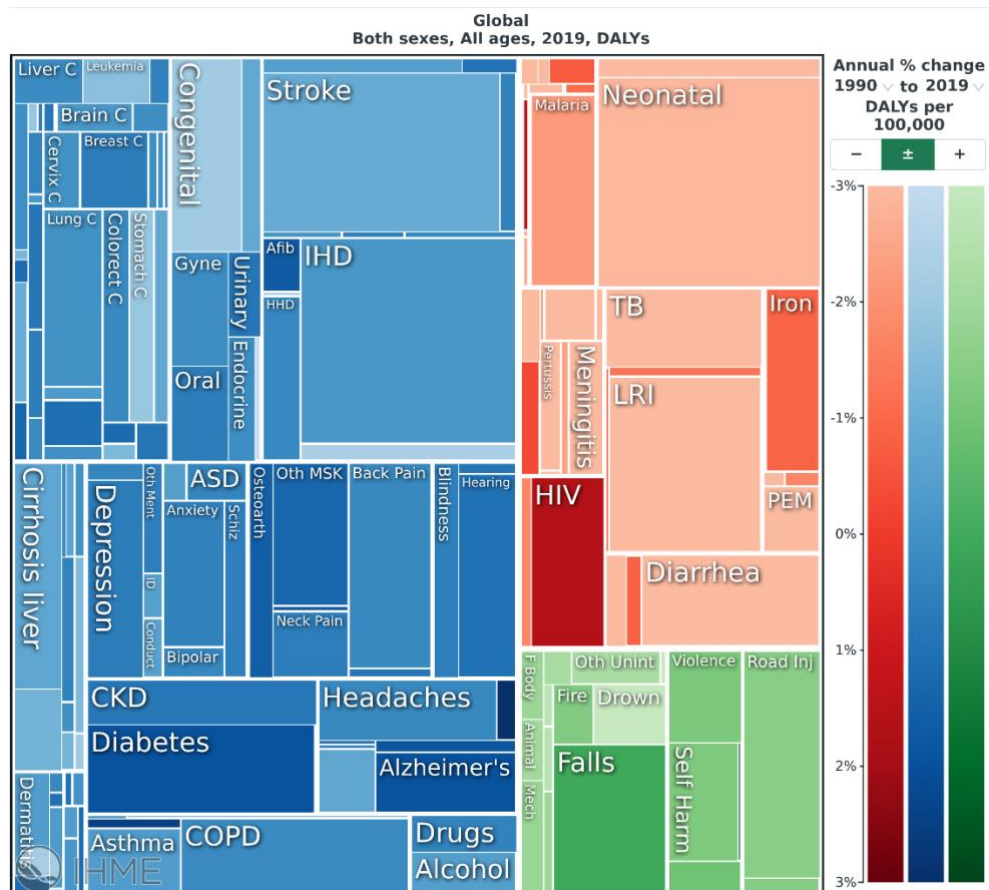 Global
Both sexes, All ages, 2019, DALYs
Liver C
Leukemia
Brain C
Cervix C
Breast C
Lung C
Colorect C
Stomach C
Congenital
Gyne
Urinary
Oral
Endocrine
Stroke
Afib
IHD
HHD
Cirrhosis liver
Dermatitis
Depression
Oth Ment
ID
Conduct
ASD
Anxiety
Schiz
Bipolar
Osteoarth
Oth MSK
Neck Pain
Back Pain
Blindness
Hearing
CKD
Diabetes
Headaches
Alzheimer's
Asthma
COPD
Drugs
Alcohol
IHME
Malaria
Neonatal
Pertussis
Meningitis
TB
Iron
LRI
PEM
HIV
Diarrhea
F Body
Animal
Mech
Oth Unint
Fire
Drown
Falls
Violence
Self Harm
Road Inj
Annual % change
1990 to 2019
DALYs per
100,000
− ± +
-3%
-2%
-1%
0%
1%
2%
3%